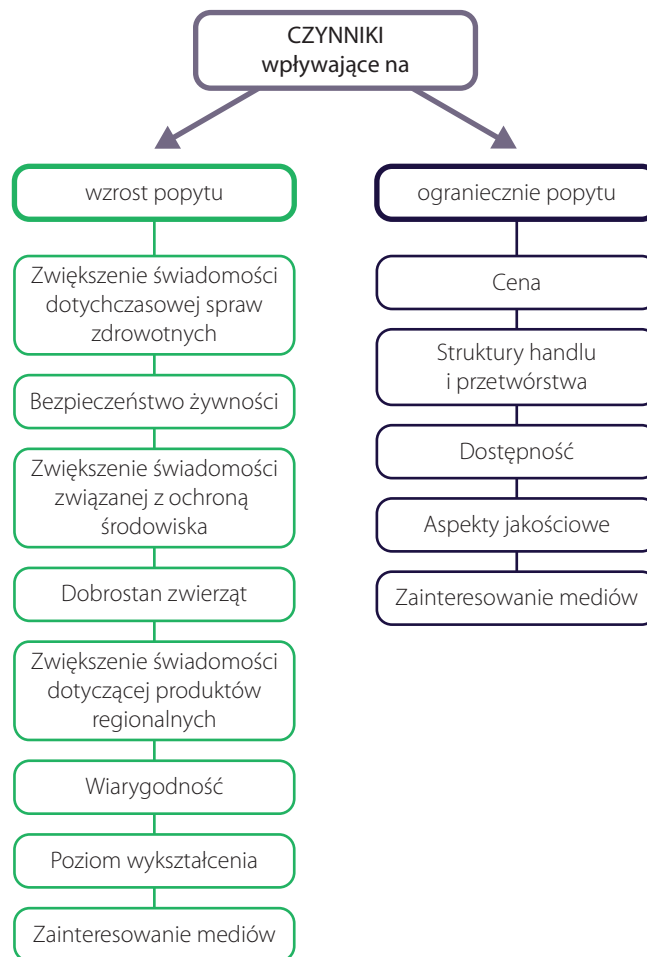 CZYNNIKI
wpływające na
wzrost popytu
Zwiększenie świadomości
dotychczasowej spraw
zdrowotnych
Bezpieczeństwo żywności
Zwiększenie świadomości
związanej z ochroną
środowiska
Dobrostan zwierząt
Zwiększenie świadomości
dotyczącej produktów
regionalnych
Wiarygodność
Poziom wykształcenia
Zainteresowanie mediów
ograniecznie popytu
Cena
Struktury handlu
i przetwórstwa
Dostępność
Aspekty jakościowe
Zainteresowanie mediów